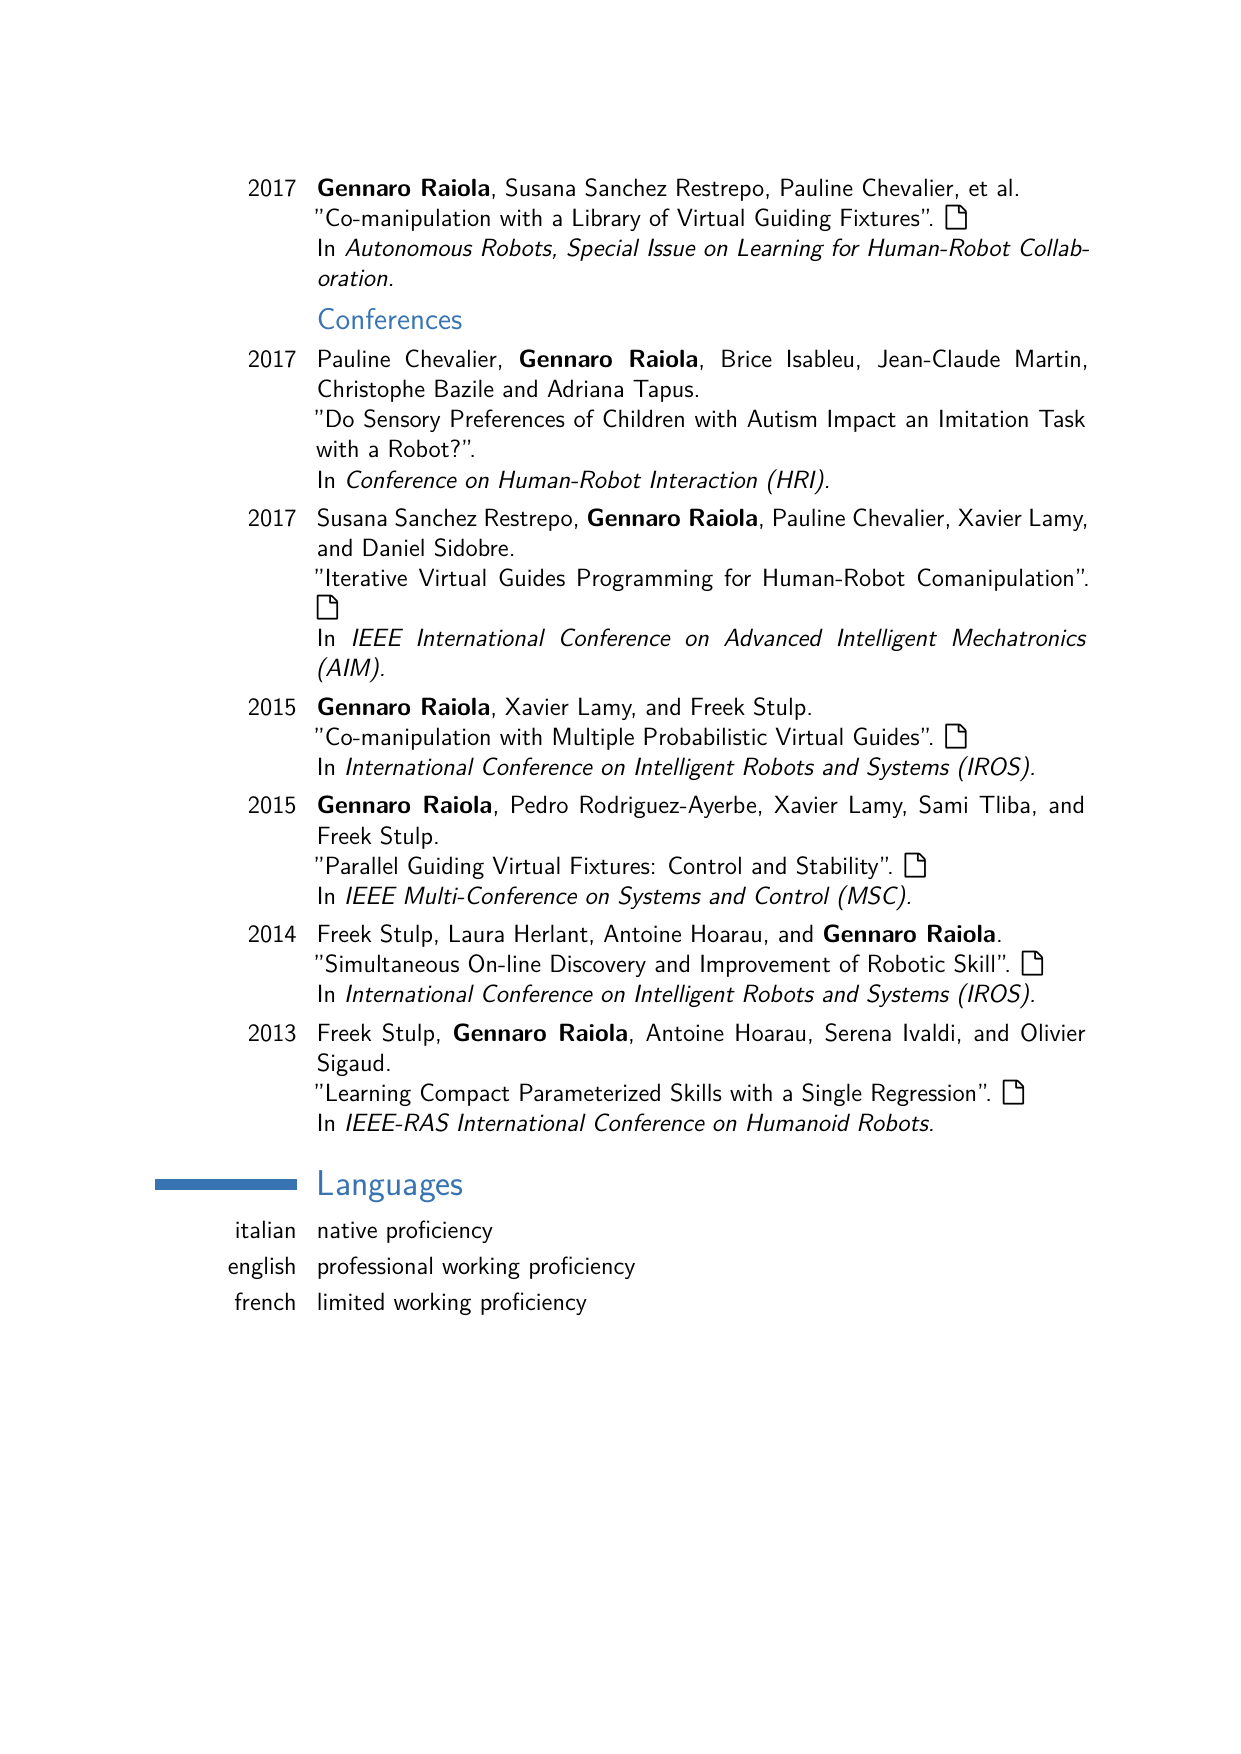 2017 Gennaro Raiola, Susana Sanchez Restrepo, Pauline Chevalier, et al.
”Co-manipulation with a Library of Virtual Guiding Fixtures”.
In Autonomous Robots, Special Issue on Learning for Human-Robot Collab-
oration.
Conferences
2017 Pauline Chevalier, Gennaro Raiola, Brice Isableu, Jean-Claude Martin,
Christophe Bazile and Adriana Tapus.
”Do Sensory Preferences of Children with Autism Impact an Imitation Task
with a Robot?”.
In Conference on Human-Robot Interaction (HRI).
2017 Susana Sanchez Restrepo, Gennaro Raiola, Pauline Chevalier, Xavier Lamy,
and Daniel Sidobre.
”Iterative Virtual Guides Programming for Human-Robot Comanipulation”.
In IEEE International Conference on Advanced Intelligent Mechatronics
(AIM).
2015 Gennaro Raiola, Xavier Lamy, and Freek Stulp.
”Co-manipulation with Multiple Probabilistic Virtual Guides”.
In International Conference on Intelligent Robots and Systems (IROS).
2015 Gennaro Raiola, Pedro Rodriguez-Ayerbe, Xavier Lamy, Sami Tliba, and
Freek Stulp.
”Parallel Guiding Virtual Fixtures: Control and Stability”.
In IEEE Multi-Conference on Systems and Control (MSC).
2014 Freek Stulp, Laura Herlant, Antoine Hoarau, and Gennaro Raiola.
”Simultaneous On-line Discovery and Improvement of Robotic Skill”.
In International Conference on Intelligent Robots and Systems (IROS).
2013 Freek Stulp, Gennaro Raiola, Antoine Hoarau, Serena Ivaldi, and Olivier
Sigaud.
”Learning Compact Parameterized Skills with a Single Regression”.
In IEEE-RAS International Conference on Humanoid Robots.
Languages
italian native proficiency
english professional working proficiency
french limited working proficiency